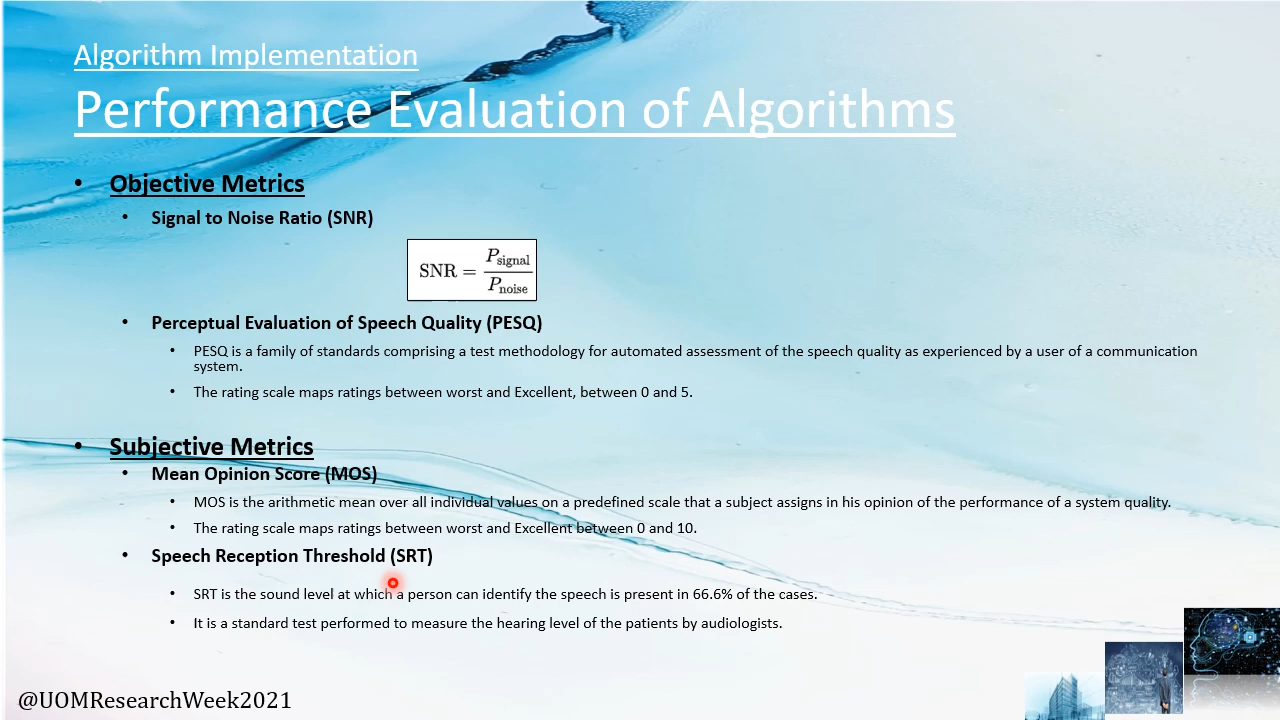 Algorithm Implementation
Performance Evaluation of Algorithms
• Objective Metrics
• Signal to Noise Ratio (SNR)
SNR = P_signal / P_noise
• Perceptual Evaluation of Speech Quality (PESQ)
• PESQ is a family of standards comprising a test methodology for automated assessment of the speech quality as experienced by a user of a communication
system.
• The rating scale maps ratings between worst and Excellent, between 0 and 5.
• Subjective Metrics
• Mean Opinion Score (MOS)
• MOS is the arithmetic mean over all individual values on a predefined scale that a subject assigns in his opinion of the performance of a system quality.
• The rating scale maps ratings between worst and Excellent between 0 and 10.
• Speech Reception Threshold (SRT)
• SRT is the sound level at which a person can identify the speech is present in 66.6% of the cases.
• It is a standard test performed to measure the hearing level of the patients by audiologists.
@UOMResearchWeek2021